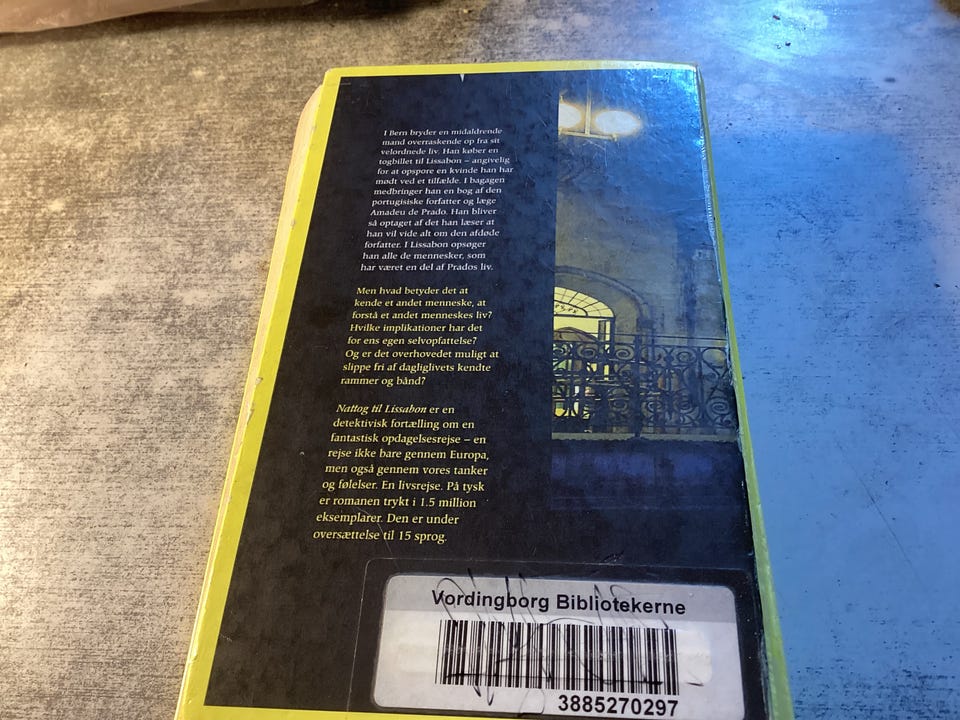 I Bern bryder en midaldrende
mand overraskende op fra sit
velordnede liv. Han køber en
togbillet til Lissabon – angivelig
for at opspore en kvinde han har
mødt ved et tilfælde. I bagagen
medbringer han en bog af den
portugisiske forfatter og læge
Amadeu de Prado. Han bliver
så optaget af det han læser at
han vil vide alt om den afdøde
forfatter. I Lissabon opsøger
han alle de mennesker, som
har været en del af Prados liv.
Men hvad betyder det at
kende et andet menneske, at
forstå et andet menneskes liv?
Hvilke implikationer har det
for ens egen selvopfattelse?
Og er det overhovedet muligt at
slippe fri af dagliglivets kendte
rammer og bånd?
Nattog til Lissabon er en
detektivisk fortælling om en
fantastisk opdagelsesrejse – en
rejse ikke bare gennem Europa,
men også gennem vores tanker
og følelser. En livsrejse. På tysk
er romanen trykt i 1.5 million
eksemplarer. Den er under
oversættelse til 15 sprog.
Vordingborg Bibliotekerne
3885270297